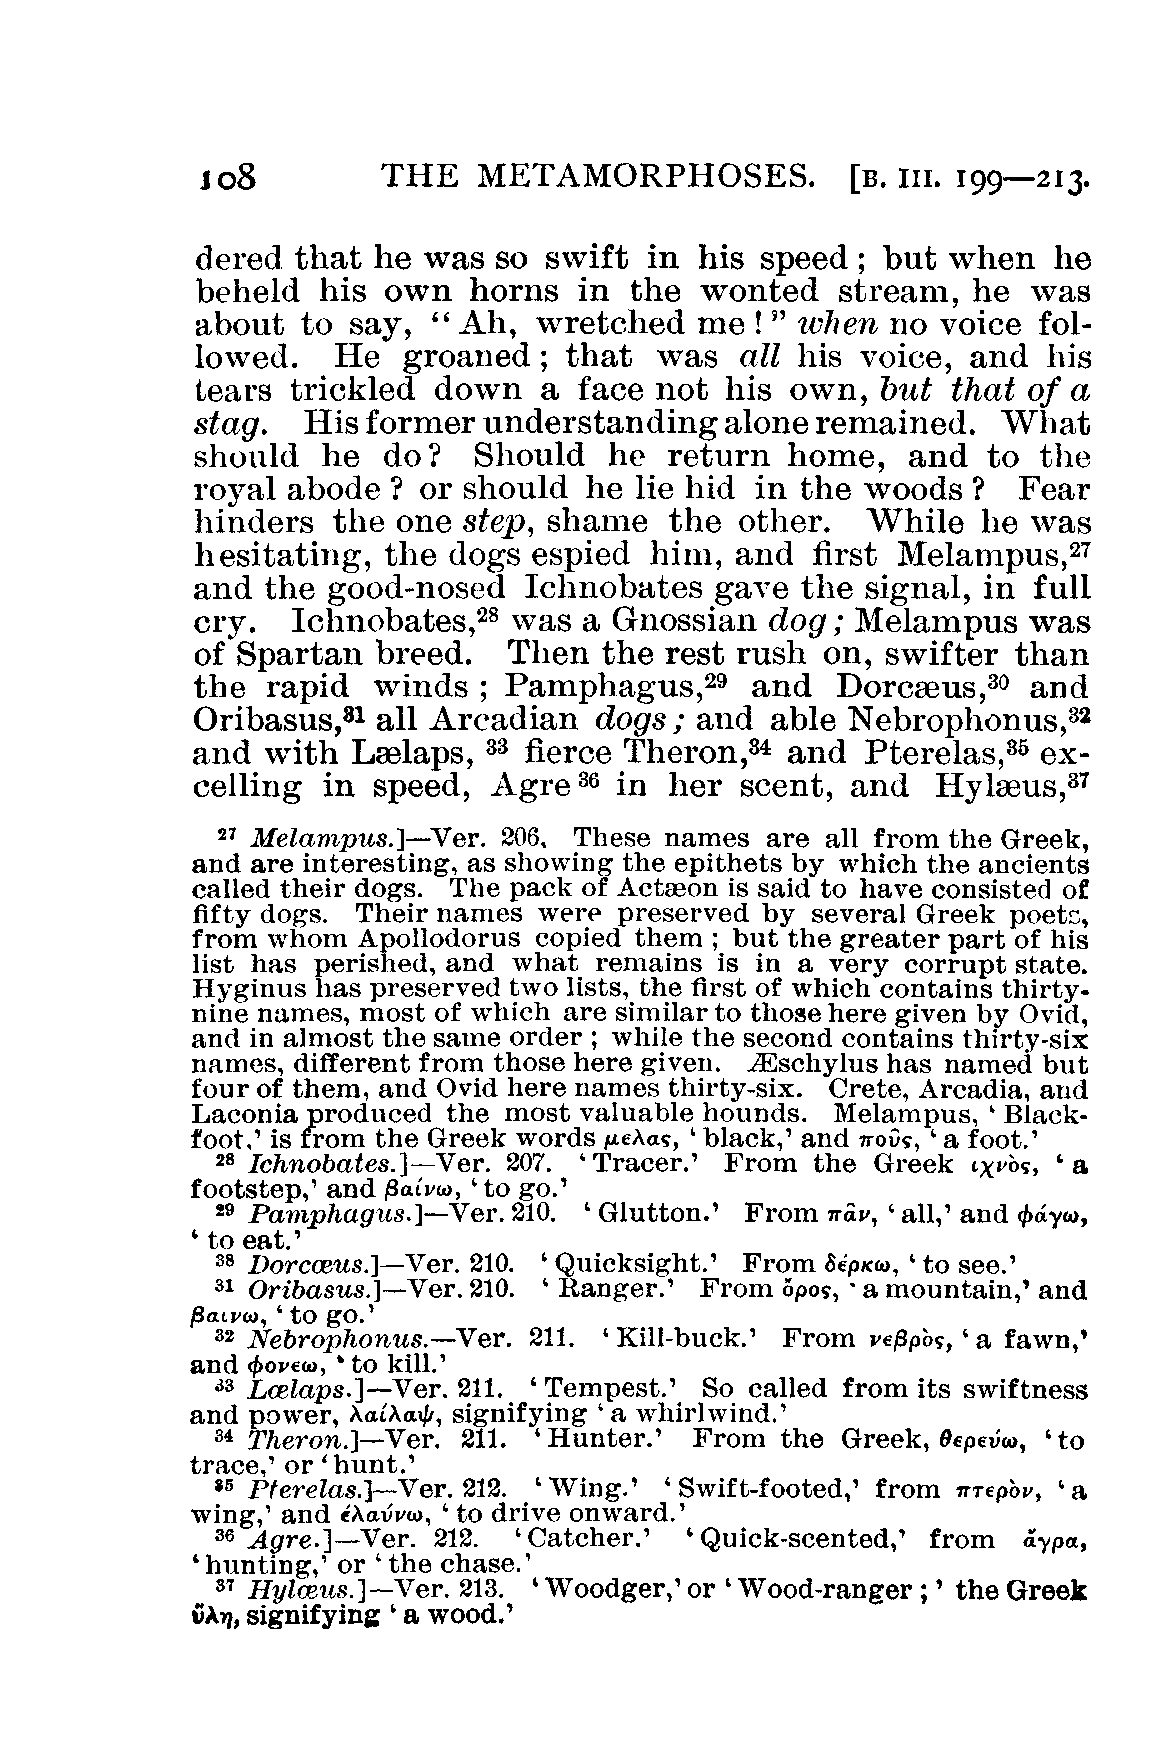 108 THE METAMORPHOSES. [B. III. 199—213.
dered that he was so swift in his speed ; but when he
beheld his own horns in the wonted stream, he was
about to say, “ Ah, wretched me ! ” when no voice fol-
lowed. He groaned ; that was all his voice, and his
tears trickled down a face not his own, but that of a
stag. His former understanding alone remained. What
should he do? Should he return home, and to the
royal abode ? or should he lie hid in the woods ? Fear
hinders the one step, shame the other. While he was
hesitating, the dogs espied him, and first Melampus,²⁷
and the good-nosed Ichnobates gave the signal, in full
cry. Ichnobates,²⁸ was a Gnossian dog ; Melampus was
of Spartan breed. Then the rest rush on, swifter than
the rapid winds ; Pamphagus,²⁹ and Dorcæus,³⁰ and
Oribasus,³¹ all Arcadian dogs ; and able Nebrophonus,³²
and with Lælaps, ³³ fierce Theron,³⁴ and Pterelas,³⁵ ex-
celling in speed, Agre ³⁶ in her scent, and Hylæus,³⁷
²⁷ Melampus.]—Ver. 206. These names are all from the Greek,
and are interesting, as showing the epithets by which the ancients
called their dogs. The pack of Actæon is said to have consisted of
fifty dogs. Their names were preserved by several Greek poets,
from whom Apollodorus copied them ; but the greater part of his
list has perished, and what remains is in a very corrupt state.
Hyginus has preserved two lists, the first of which contains thirty-
nine names, most of which are similar to those here given by Ovid,
and in almost the same order ; while the second contains thirty-six
names, different from those here given. Æschylus has named but
four of them, and Ovid here names thirty-six. Crete, Arcadia, and
Laconia produced the most valuable hounds. Melampus, ‘ Black-
foot,’ is from the Greek words μελας, ‘ black,’ and ποῦς, ‘ a foot.’
²⁸ Ichnobates.]—Ver. 207. ‘ Tracer.’ From the Greek ιχνὸς, ‘ a
footstep,’ and βαίνω, ‘ to go.’
²⁹ Pamphagus.]—Ver. 210. ‘ Glutton.’ From πᾶν, ‘ all,’ and φάγω,
‘ to eat.’
³⁸ Dorcæus.]—Ver. 210. ‘ Quicksight.’ From δέρκω, ‘ to see.’
³¹ Oribasus.]—Ver. 210. ‘ Ranger.’ From ὄρος, ‘ a mountain,’ and
βαινω, ‘ to go.’
³² Nebrophonus.—Ver. 211. ‘ Kill-buck.’ From νεβρὸς, ‘ a fawn,’
and φονεω, ‘ to kill.’
³³ Lælaps.]—Ver. 211. ‘ Tempest.’ So called from its swiftness
and power, λαίλαψ, signifying ‘ a whirlwind.’
³⁴ Theron.]—Ver. 211. ‘ Hunter.’ From the Greek, θερεύω, ‘ to
trace,’ or ‘ hunt.’
³⁵ Pterelas.]—Ver. 212. ‘ Wing.’ ‘ Swift-footed,’ from πτερὸν, ‘ a
wing,’ and ἐλαύνω, ‘ to drive onward.’
³⁶ Agre.]—Ver. 212. ‘ Catcher.’ ‘ Quick-scented,’ from ἄγρα,
‘ hunting,’ or ‘ the chase.’
³⁷ Hylæus.]—Ver. 213. ‘ Woodger,’ or ‘ Wood-ranger ; ’ the Greek
ὕλη, signifying ‘ a wood.’